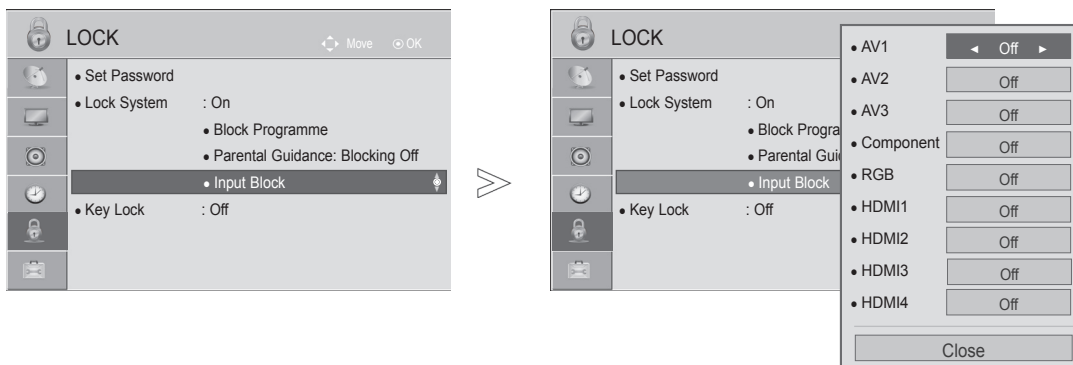 LOCK
Move OK
• Set Password
• Lock System : On
• Block Programme
• Parental Guidance: Blocking Off
• Input Block
• Key Lock : Off
LOCK
• Set Password
• Lock System : On
• Block Progra
• Parental Gui
• Input Block
• Key Lock : Off
• AV1 ◄ Off ►
• AV2 Off
• AV3 Off
• Component Off
• RGB Off
• HDMI1 Off
• HDMI2 Off
• HDMI3 Off
• HDMI4 Off
Close